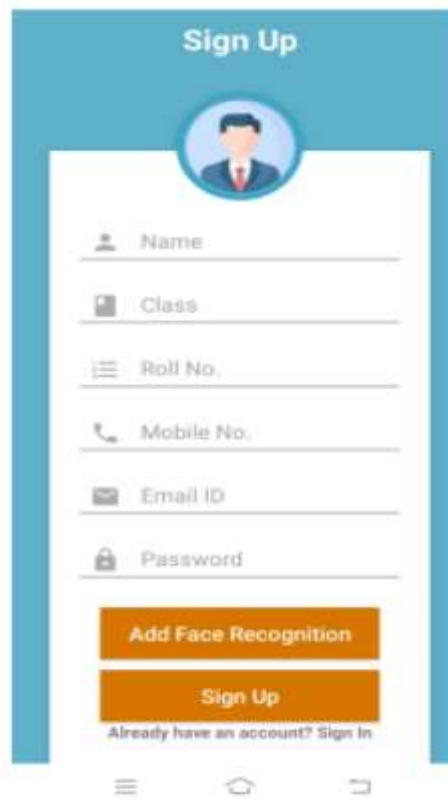 Sign Up
Name
Class
Roll No.
Mobile No.
Email ID
Password
Add Face Recognition
Sign Up
Already have an account? Sign In